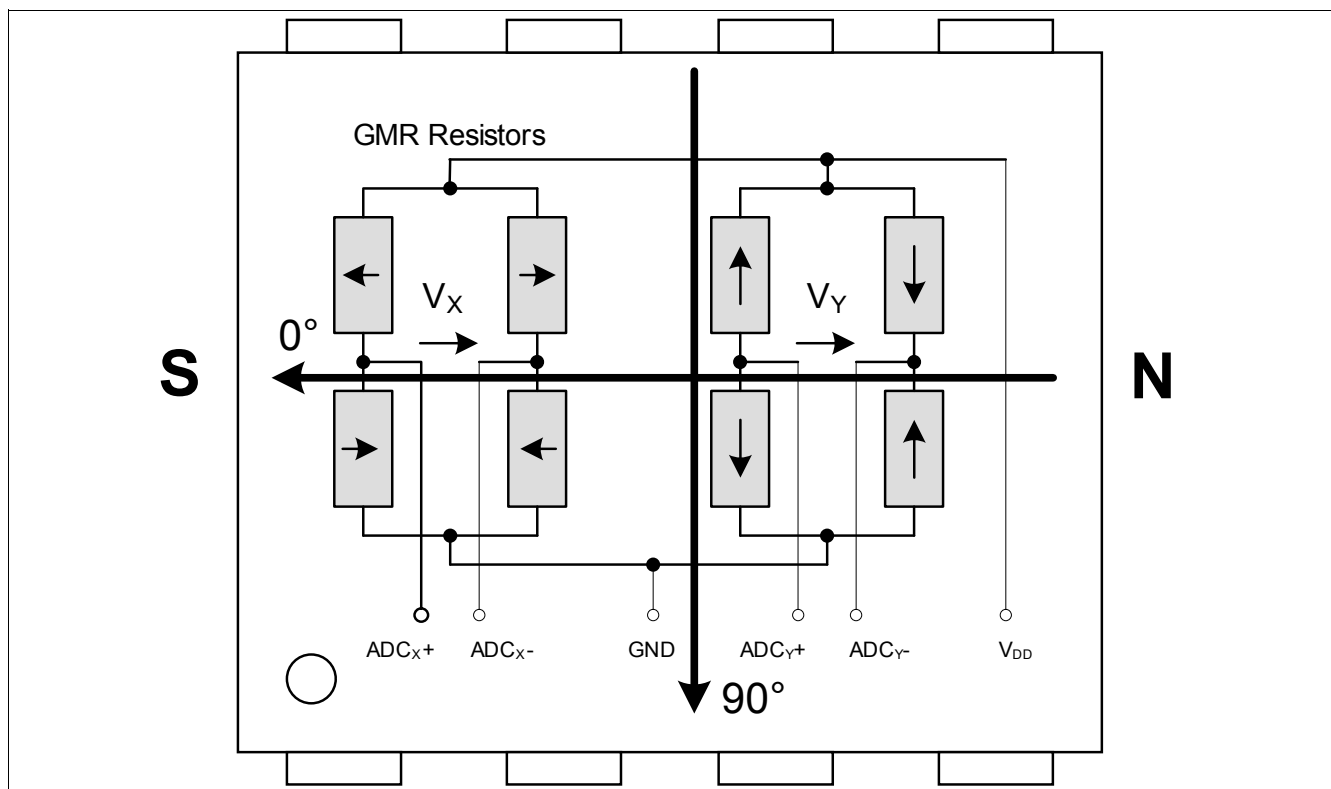 GMR Resistors
V_X
V_Y
0°
S
N
ADC_X+
ADC_X-
GND
ADC_Y+
ADC_Y-
V_DD
90°